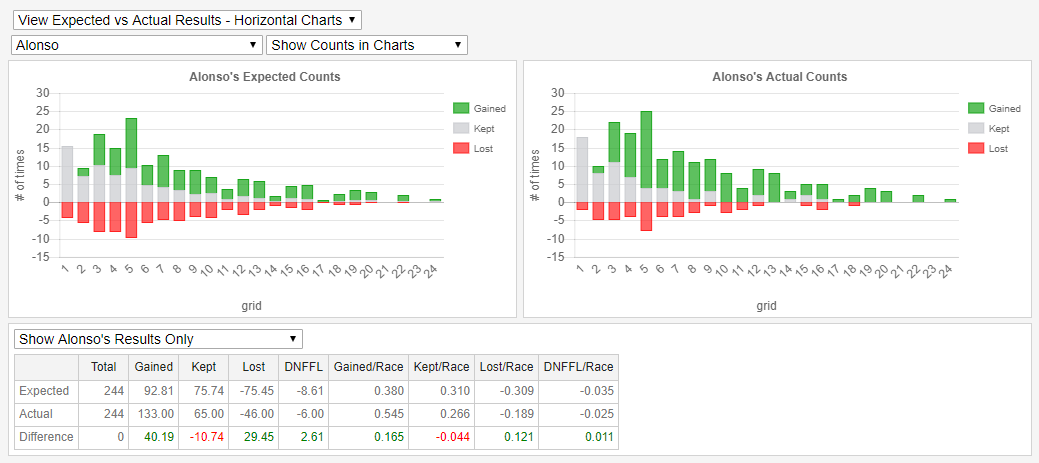 View Expected vs Actual Results - Horizontal Charts
Alonso
Show Counts in Charts
Alonso's Expected Counts
30
25
20
15
10
5
0
-5
-10
-15
# of times
1 2 3 4 5 6 7 8 9 10 11 12 13 14 15 16 17 18 19 20 21 22 23 24
grid
Gained
Kept
Lost
Alonso's Actual Counts
30
25
20
15
10
5
0
-5
-10
-15
# of times
1 2 3 4 5 6 7 8 9 10 11 12 13 14 15 16 17 18 19 20 21 22 23 24
grid
Gained
Kept
Lost
Show Alonso's Results Only
Total Gained Kept Lost DNFFL Gained/Race Kept/Race Lost/Race DNFFL/Race
Expected 244 92.81 75.74 -75.45 -8.61 0.380 0.310 -0.309 -0.035
Actual 244 133.00 65.00 -46.00 -6.00 0.545 0.266 -0.189 -0.025
Difference 0 40.19 -10.74 29.45 2.61 0.165 -0.044 0.121 0.011